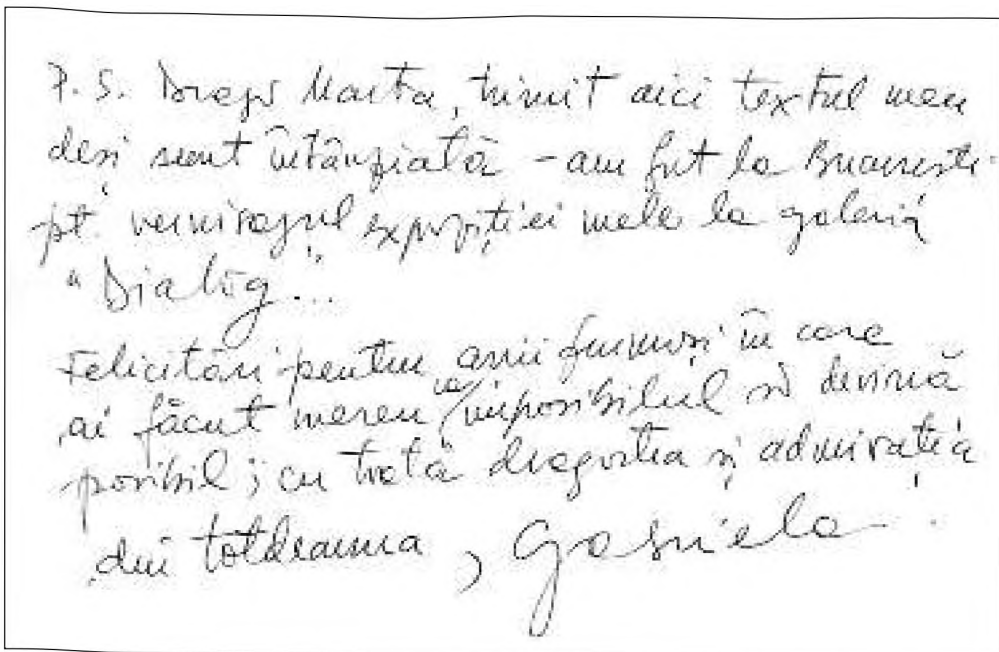 P.S. Dragă Marta, trimit aici textul meu
deși sunt întârziată - am fost la București
pt. vernisajul expoziției mele la galeria
"Dialog...
Felicitări pentru anii frumoși în care
ai făcut mereu ca imposibilul să devină
posibil; cu toată dragostea și admirația
din totdeauna, Gabriela